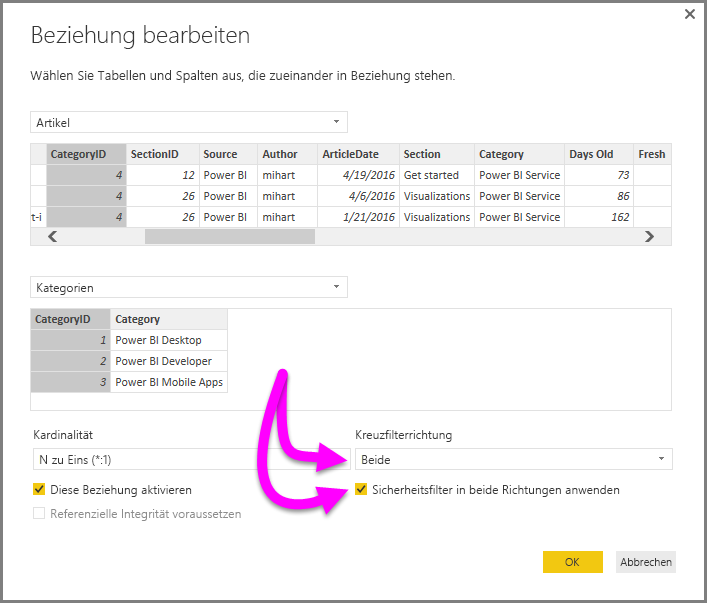 Beziehung bearbeiten
Wählen Sie Tabellen und Spalten aus, die zueinander in Beziehung stehen.
Artikel
CategoryID SectionID Source Author ArticleDate Section Category Days Old Fresh
4 12 Power BI mihart 4/19/2016 Get started Power BI Service 73
4 26 Power BI mihart 4/6/2016 Visualizations Power BI Service 86
t-i 4 26 Power BI mihart 1/21/2016 Visualizations Power BI Service 162
Kategorien
CategoryID Category
1 Power BI Desktop
2 Power BI Developer
3 Power BI Mobile Apps
Kardinalität Kreuzfilterrichtung
N zu Eins (*:1) Beide
Diese Beziehung aktivieren Sicherheitsfilter in beide Richtungen anwenden
Referenzielle Integrität voraussetzen
OK Abbrechen